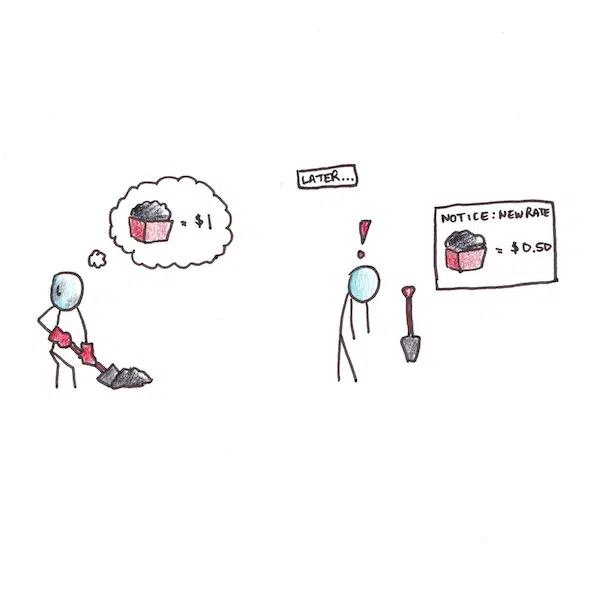 = $1
LATER...
!
NOTICE: NEW RATE
= $0.50